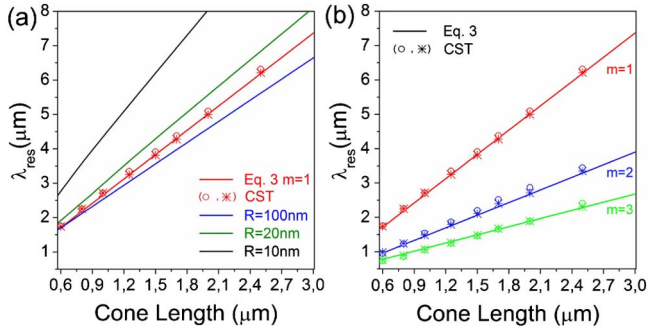 (a)
8
7
6
5
4
3
2
1
λres(μm)
Eq. 3 m=1
(○ , *) CST
R=100nm
R=20nm
R=10nm
0,6 0,9 1,2 1,5 1,8 2,1 2,4 2,7 3,0
Cone Length (μm)
(b)
8
7
6
5
4
3
2
1
λres(μm)
Eq. 3
(○ , *) CST
m=1
m=2
m=3
0,6 0,9 1,2 1,5 1,8 2,1 2,4 2,7 3,0
Cone Length (μm)